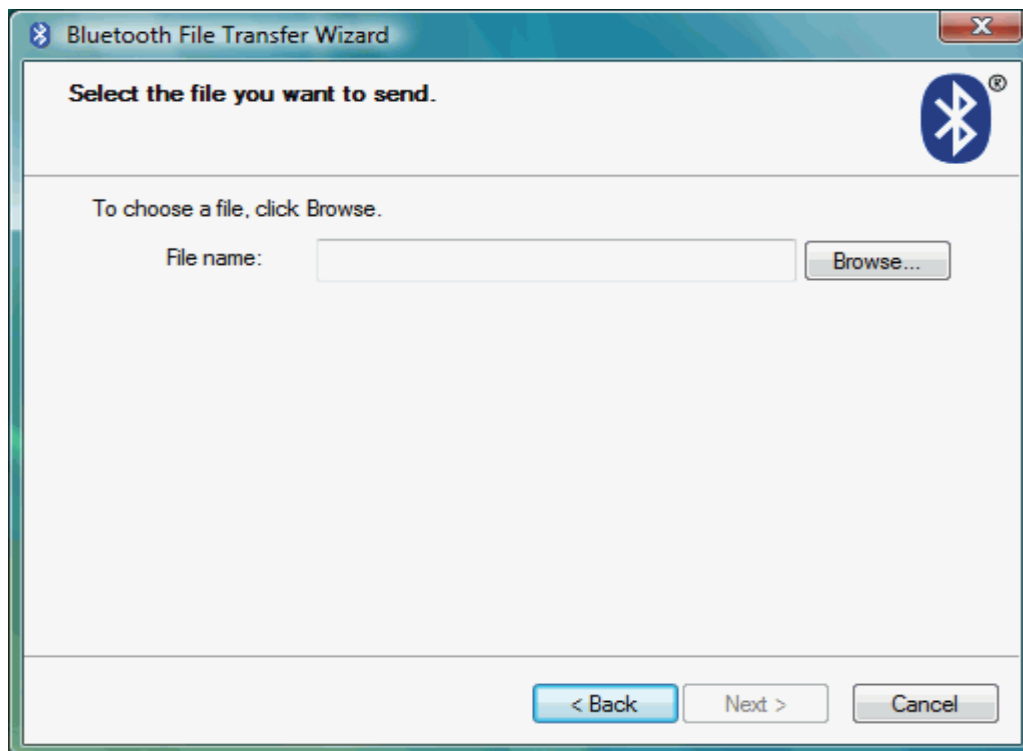 Bluetooth File Transfer Wizard
X
Select the file you want to send.
®
To choose a file, click Browse.
File name:
Browse...
< Back
Next >
Cancel